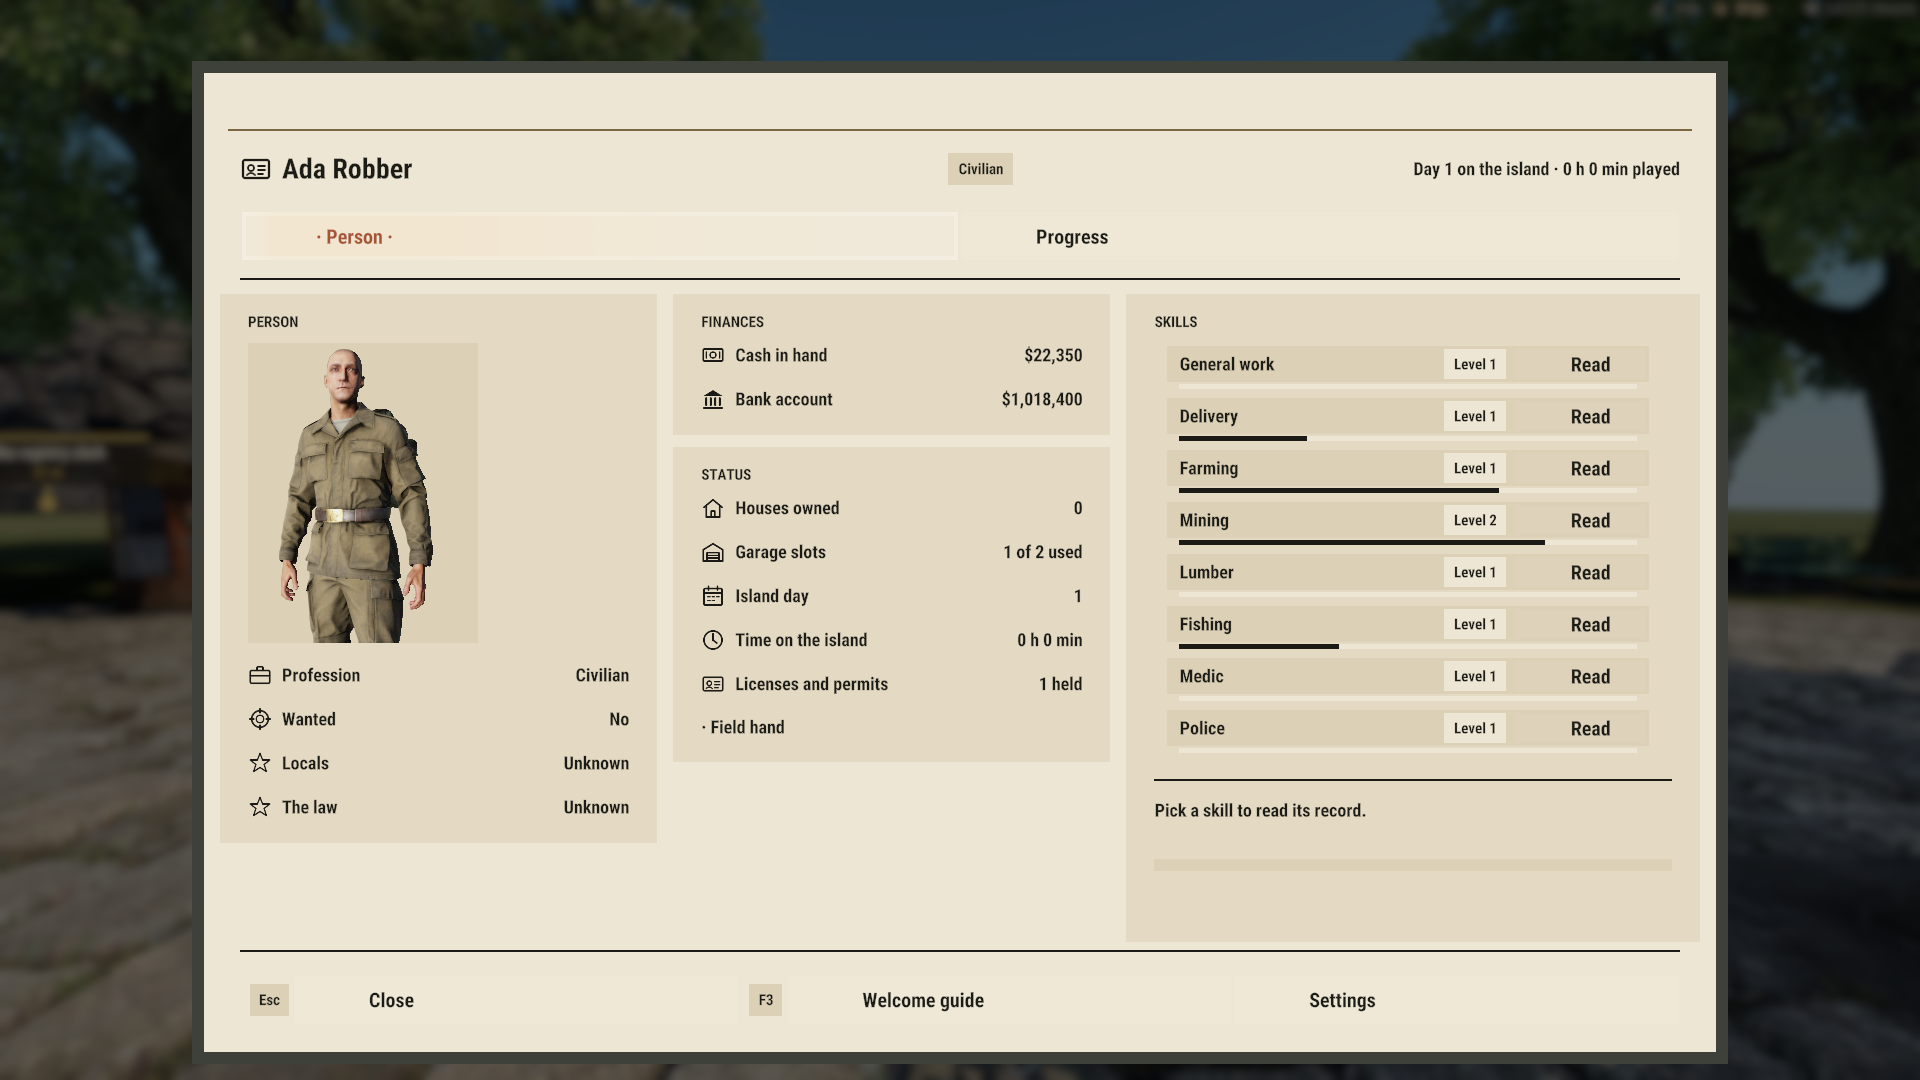 Ada Robber
Civilian
Day 1 on the island · 0 h 0 min played
· Person ·
Progress
PERSON
Profession Civilian
Wanted No
Locals Unknown
The law Unknown
FINANCES
Cash in hand $22,350
Bank account $1,018,400
STATUS
Houses owned 0
Garage slots 1 of 2 used
Island day 1
Time on the island 0 h 0 min
Licenses and permits 1 held
· Field hand
SKILLS
General work Level 1 Read
Delivery Level 1 Read
Farming Level 1 Read
Mining Level 2 Read
Lumber Level 1 Read
Fishing Level 1 Read
Medic Level 1 Read
Police Level 1 Read
Pick a skill to read its record.
Esc Close
F3 Welcome guide
Settings